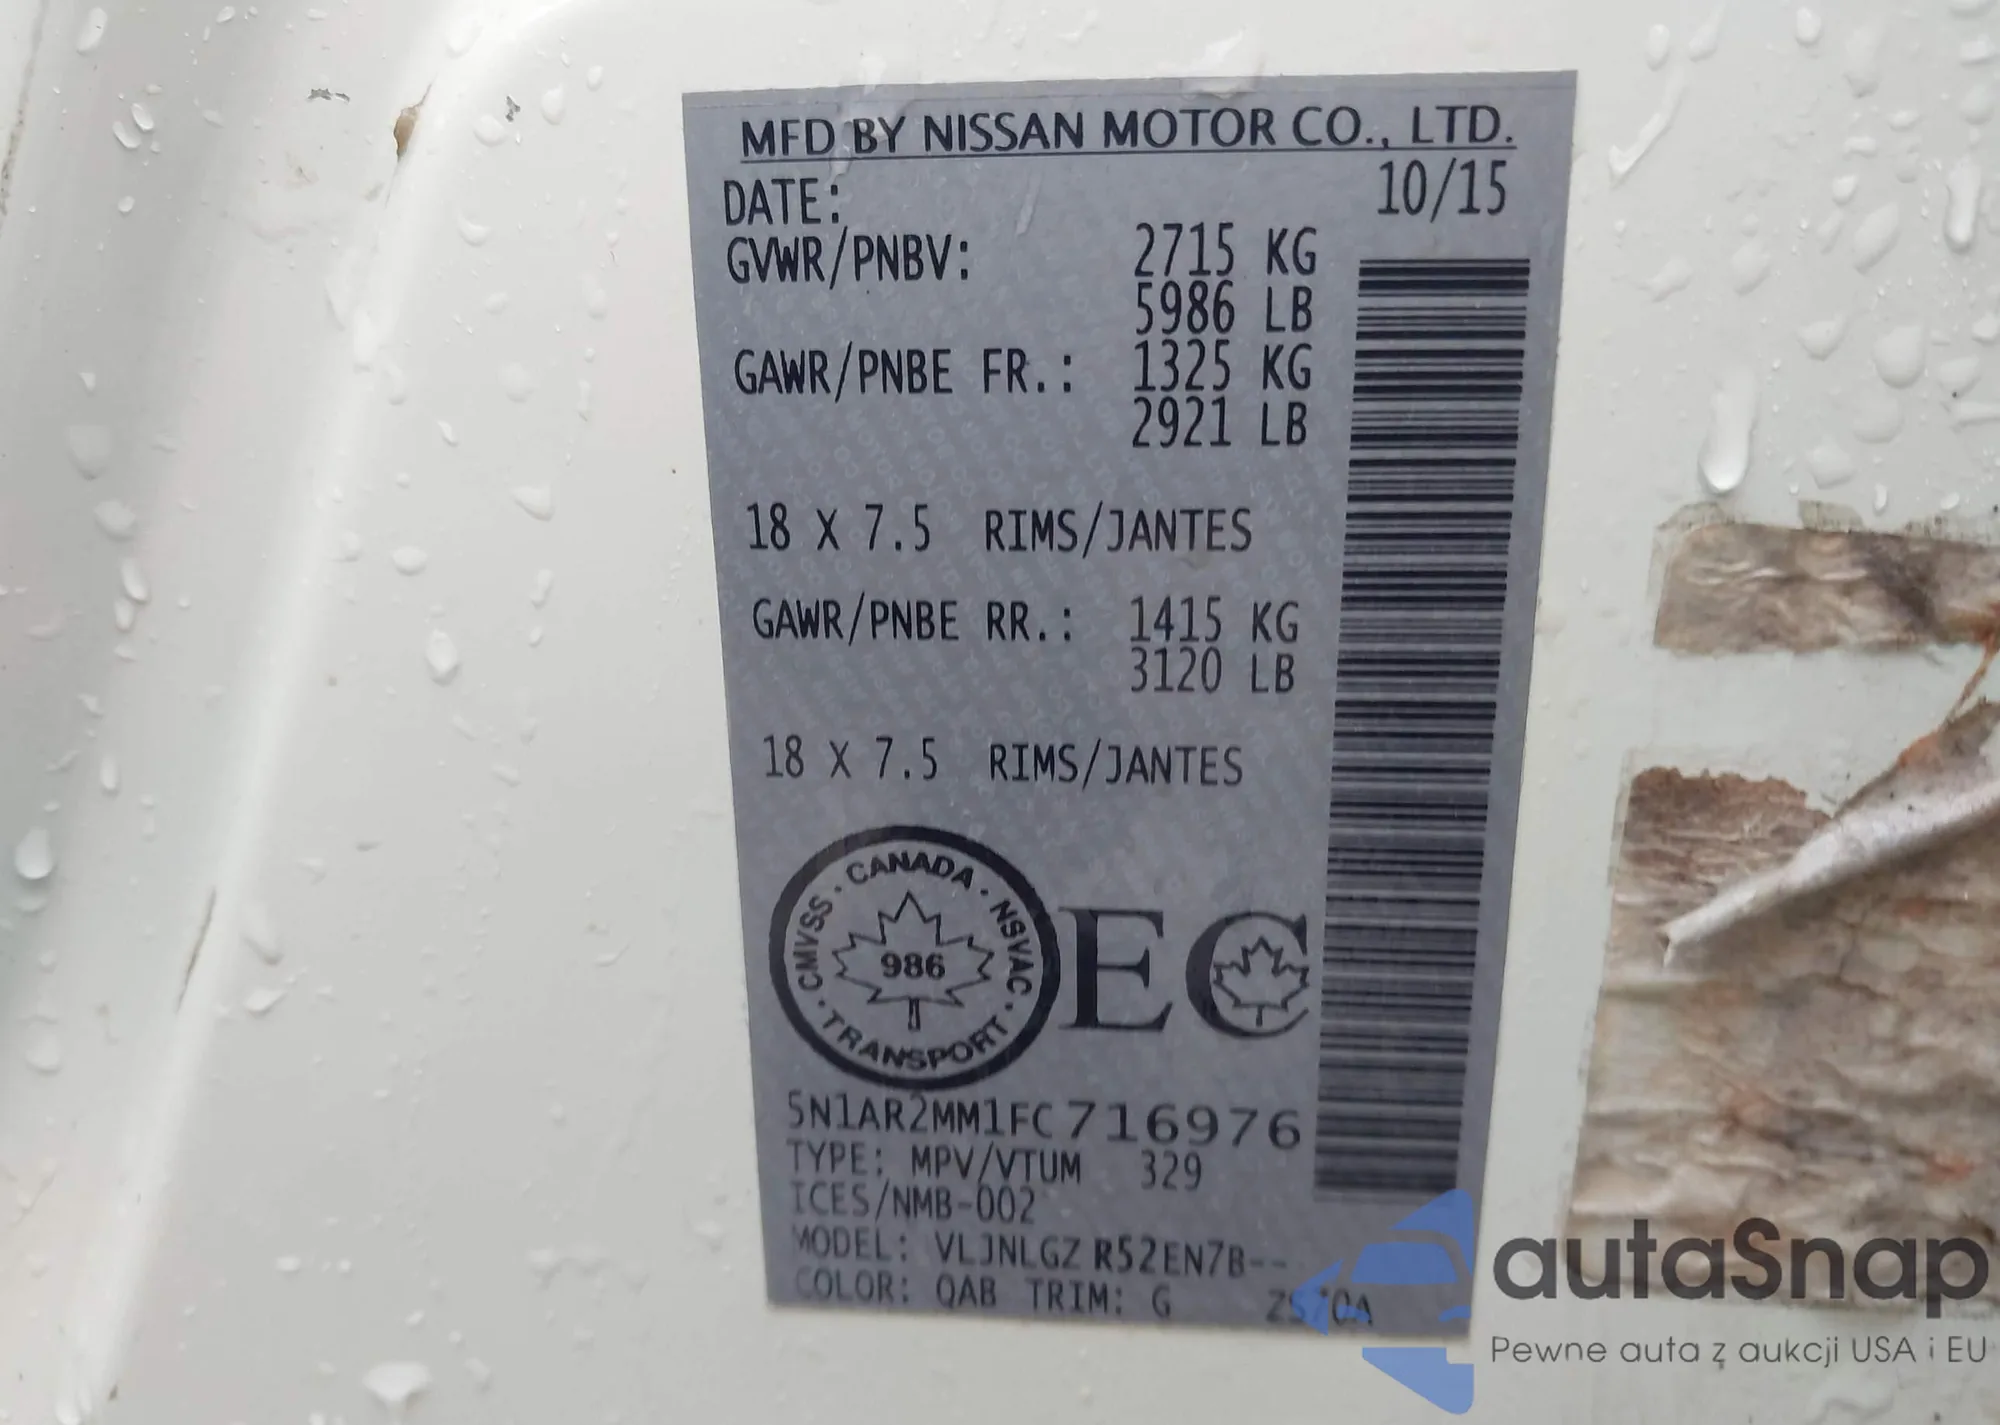 MFD BY NISSAN MOTOR CO., LTD.
DATE: 10/15
GVWR/PNBV: 2715 KG
5986 LB
GAWR/PNBE FR.: 1325 KG
2921 LB
18 X 7.5 RIMS/JANTES
GAWR/PNBE RR.: 1415 KG
3120 LB
18 X 7.5 RIMS/JANTES
CANADA · NSVAC · TRANSPORT · CMVSS ·
986
EC
5N1AR2MM1FC716976
TYPE: MPV/VTUM 329
ICES/NMB-002
MODEL: VLJNLGZ R52EN7B--
COLOR: QAB TRIM: G
autaSnap
Pewne auta z aukcji USA i EU